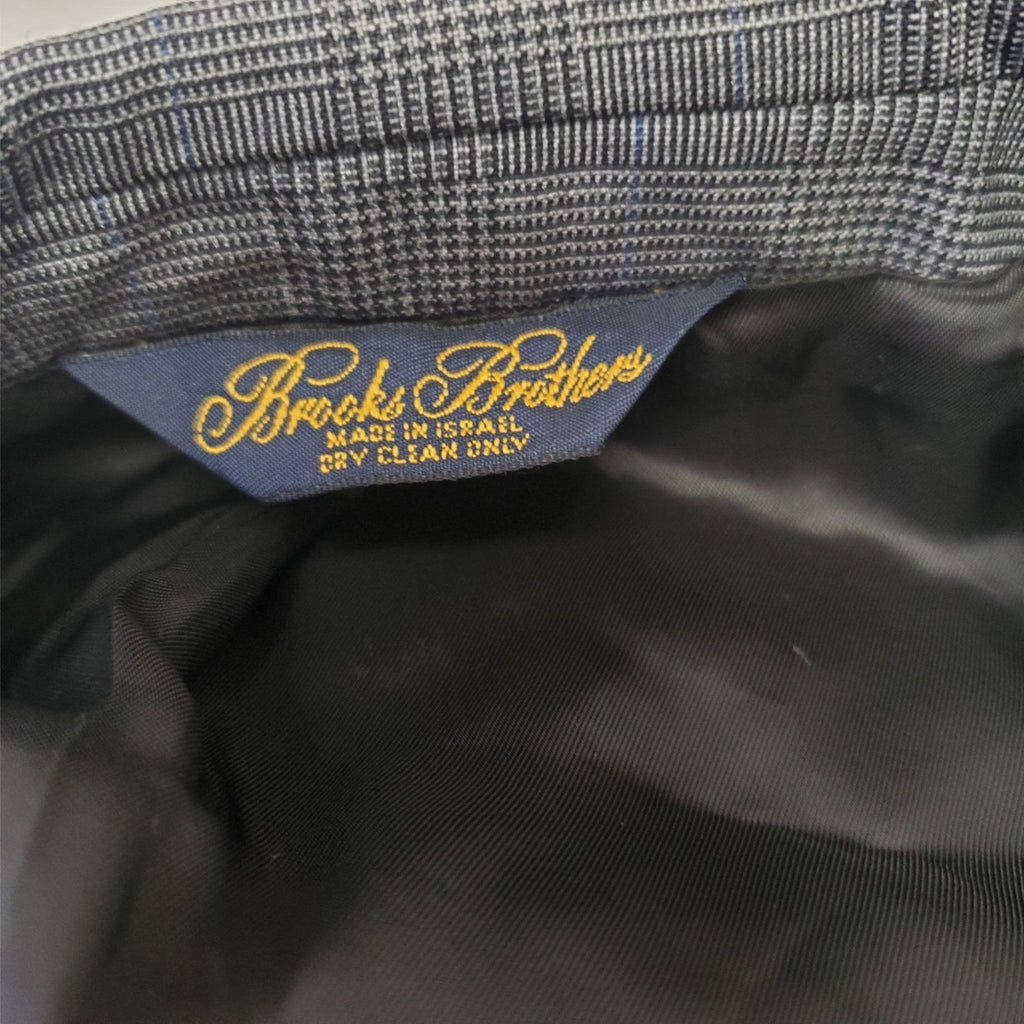 Brooks Brothers
MADE IN ISRAEL
DRY CLEAN ONLY